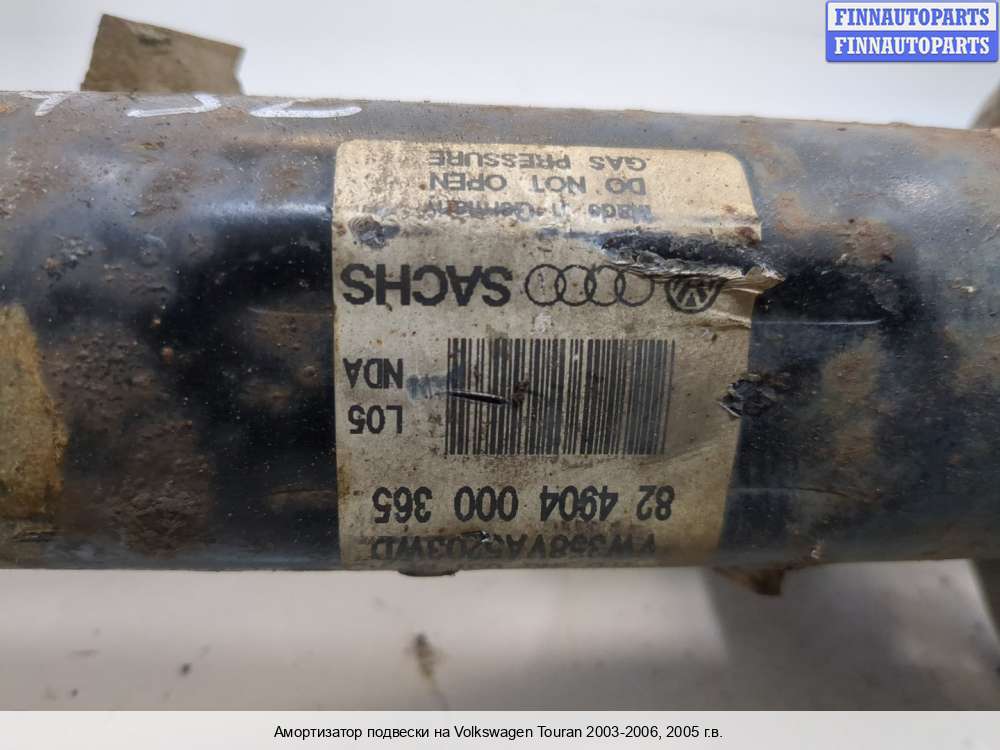 FINNAUTOPARTS
FINNAUTOPARTS
82 4904 000 365
L05
NDA
SACHS
Made in Germany
DO NOT OPEN
GAS PRESSURE
Амортизатор подвески на Volkswagen Touran 2003-2006, 2005 г.в.